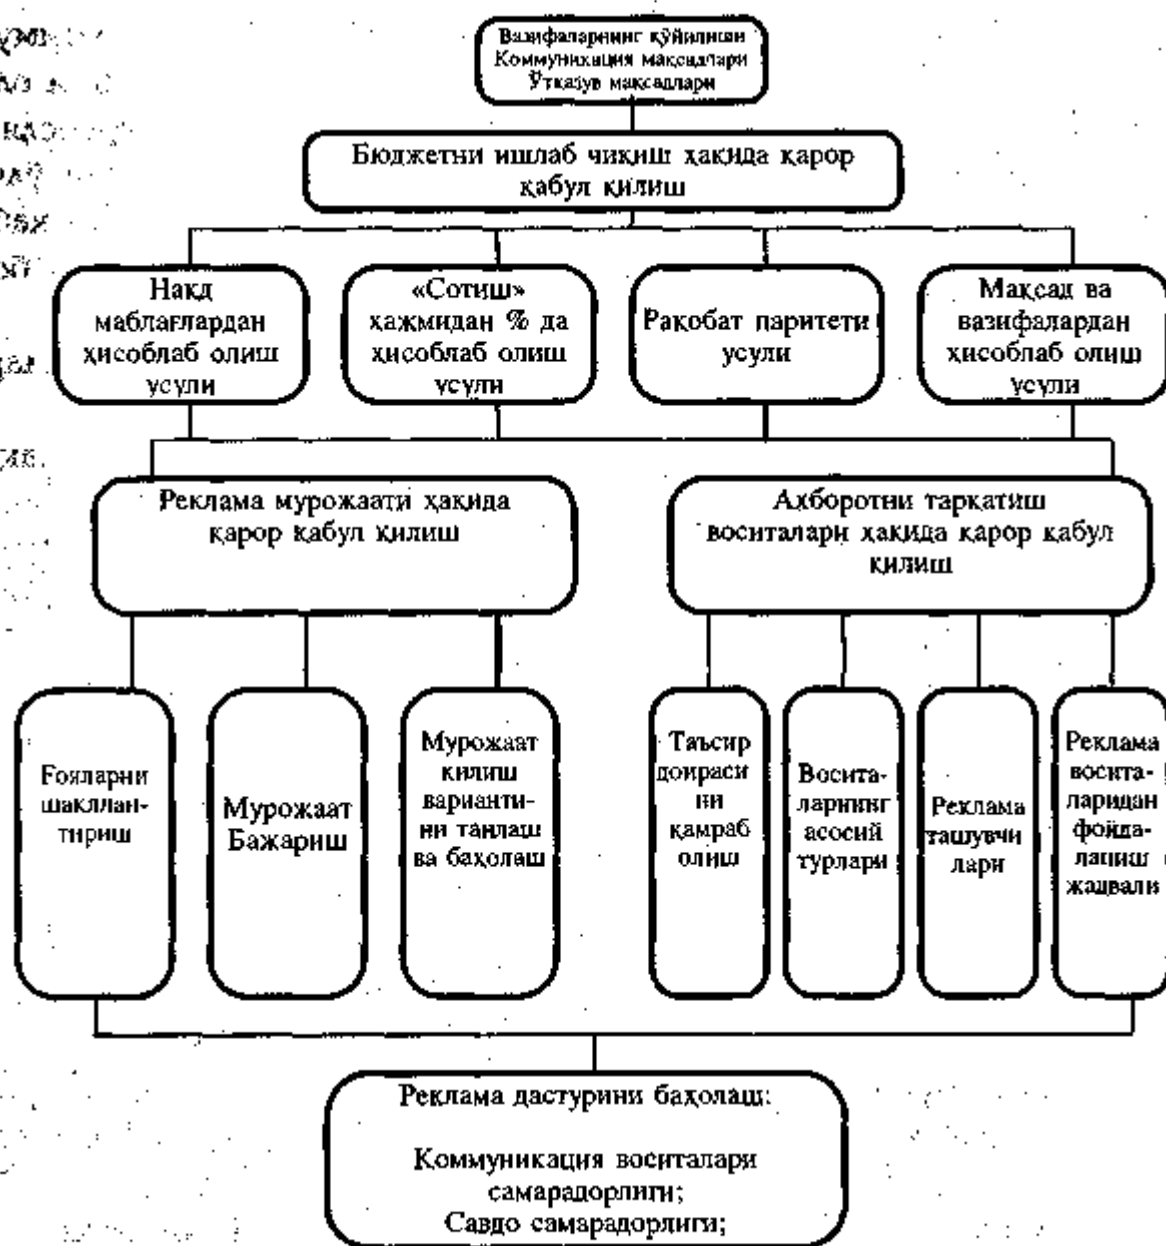 Вазифаларнинг қўйилиши
Коммуникация мақсадлари
Ўтказув мақсадлари
Бюджетни ишлаб чиқиш ҳақида қарор
қабул қилиш
Нақд
маблағлардан
ҳисоблаб олиш
усули
«Сотиш»
ҳажмидан % да
ҳисоблаб олиш
усули
Рақобат паритети
усули
Мақсад ва
вазифалардан
ҳисоблаб олиш
усули
Реклама мурожаати ҳақида
қарор қабул қилиш
Ахборотни тарқатиш
воситалари ҳақида қарор қабул
қилиш
Ғояларни
шакллан-
тириш
Мурожаат
Бажариш
Мурожаат
қилиш
варианти-
ни танлаш
ва баҳолаш
Таъсир
доираси
ни
қамраб
олиш
Восита-
ларнинг
асосий
турлари
Реклама
ташувчи
лари
Реклама
восита-
ларидан
фойда-
ланиш
жадвали
Реклама дастурини баҳолаш:
Коммуникация воситалари
самарадорлиги;
Савдо самарадорлиги;